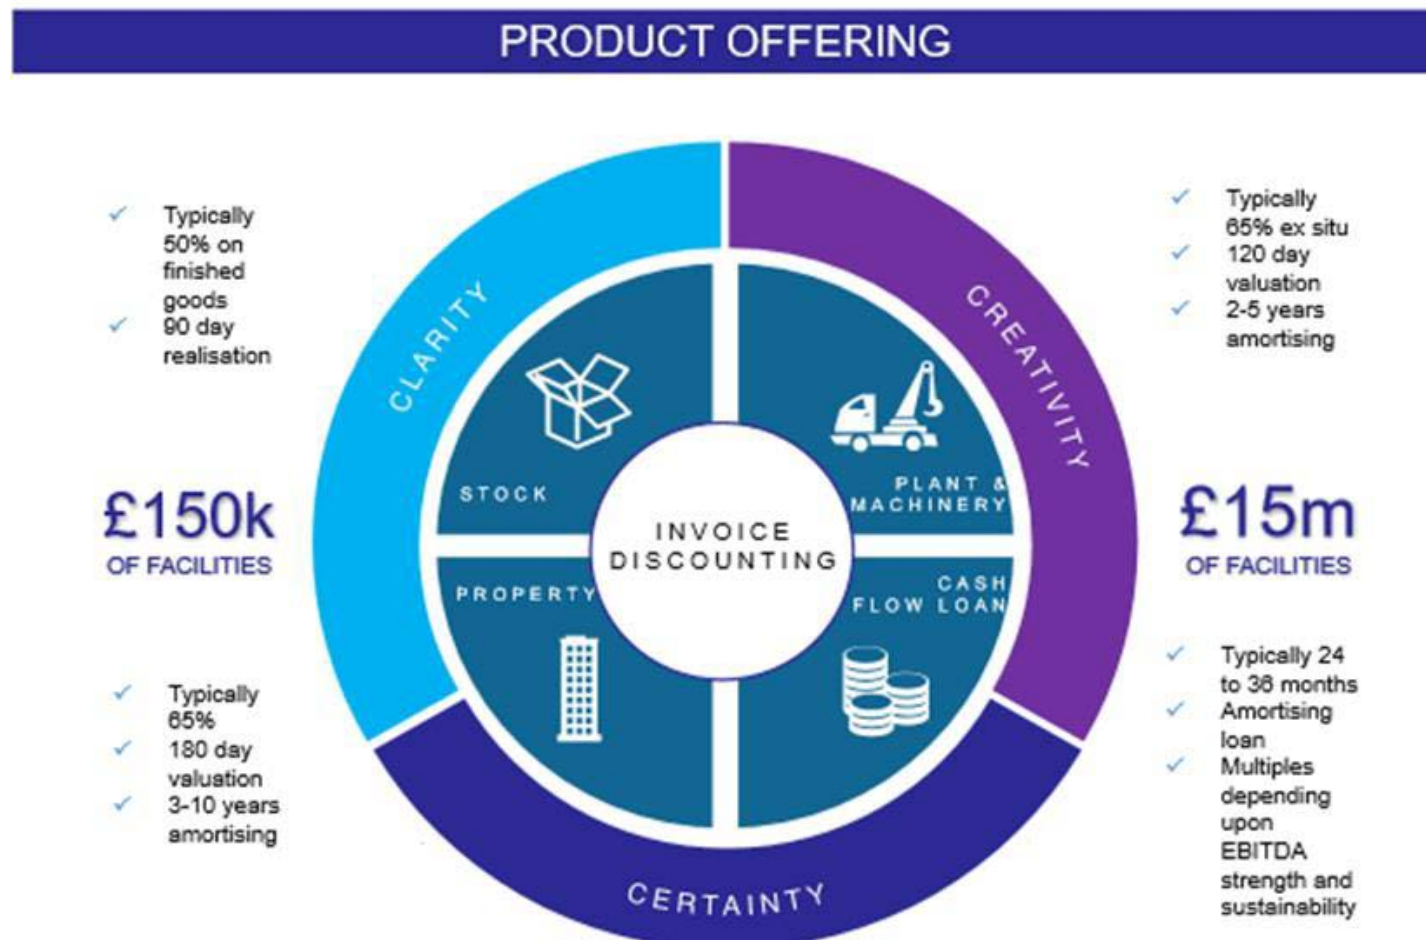 PRODUCT OFFERING
Typically
50% on
finished
goods
90 day
realisation
£150k
OF FACILITIES
Typically
65%
180 day
valuation
3-10 years
amortising
CLARITY
CREATIVITY
CERTAINTY
STOCK
PLANT &
MACHINERY
INVOICE
DISCOUNTING
PROPERTY
CASH
FLOW LOAN
Typically
65% ex situ
120 day
valuation
2-5 years
amortising
£15m
OF FACILITIES
Typically 24
to 36 months
Amortising
loan
Multiples
depending
upon
EBITDA
strength and
sustainability